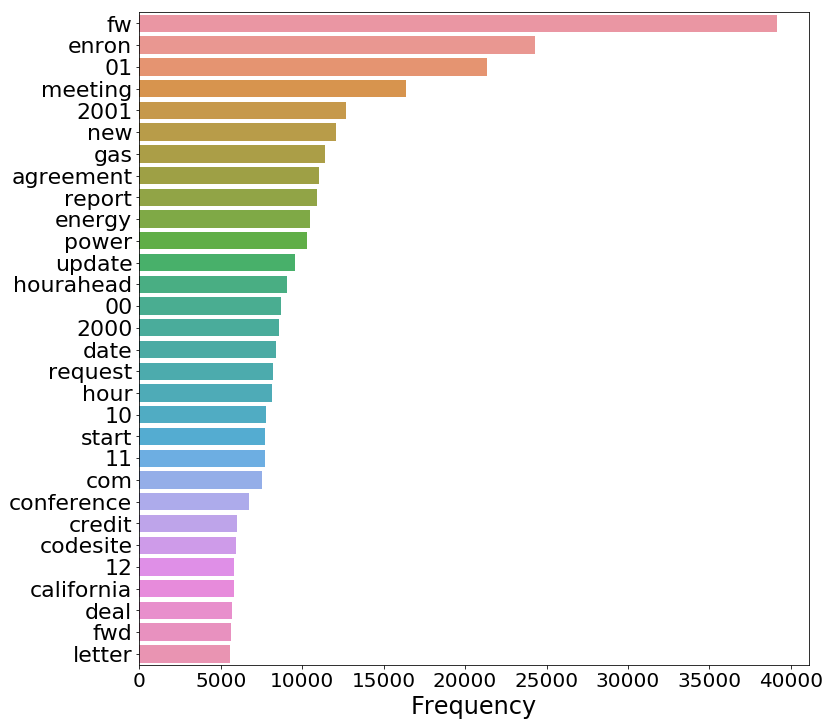 fw
enron
01
meeting
2001
new
gas
agreement
report
energy
power
update
hourahead
00
2000
date
request
hour
10
start
11
com
conference
credit
codesite
12
california
deal
fwd
letter
0 5000 10000 15000 20000 25000 30000 35000 40000
Frequency